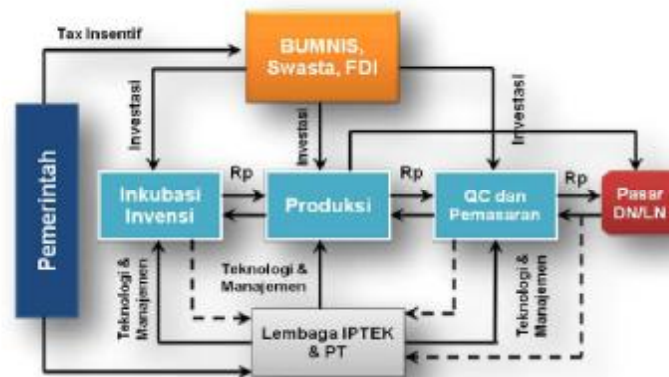 Tax Insentif
BUMNIS,
Swasta, FDI
Pemerintah
Investasi
Investasi
Investasi
Inkubasi
Invensi
Rp
Produksi
Rp
QC dan
Pemasaran
Rp
Pasar
DN/LN
Teknologi &
Manajemen
Teknologi &
Manajemen
Teknologi &
Manajemen
Lembaga IPTEK
& PT